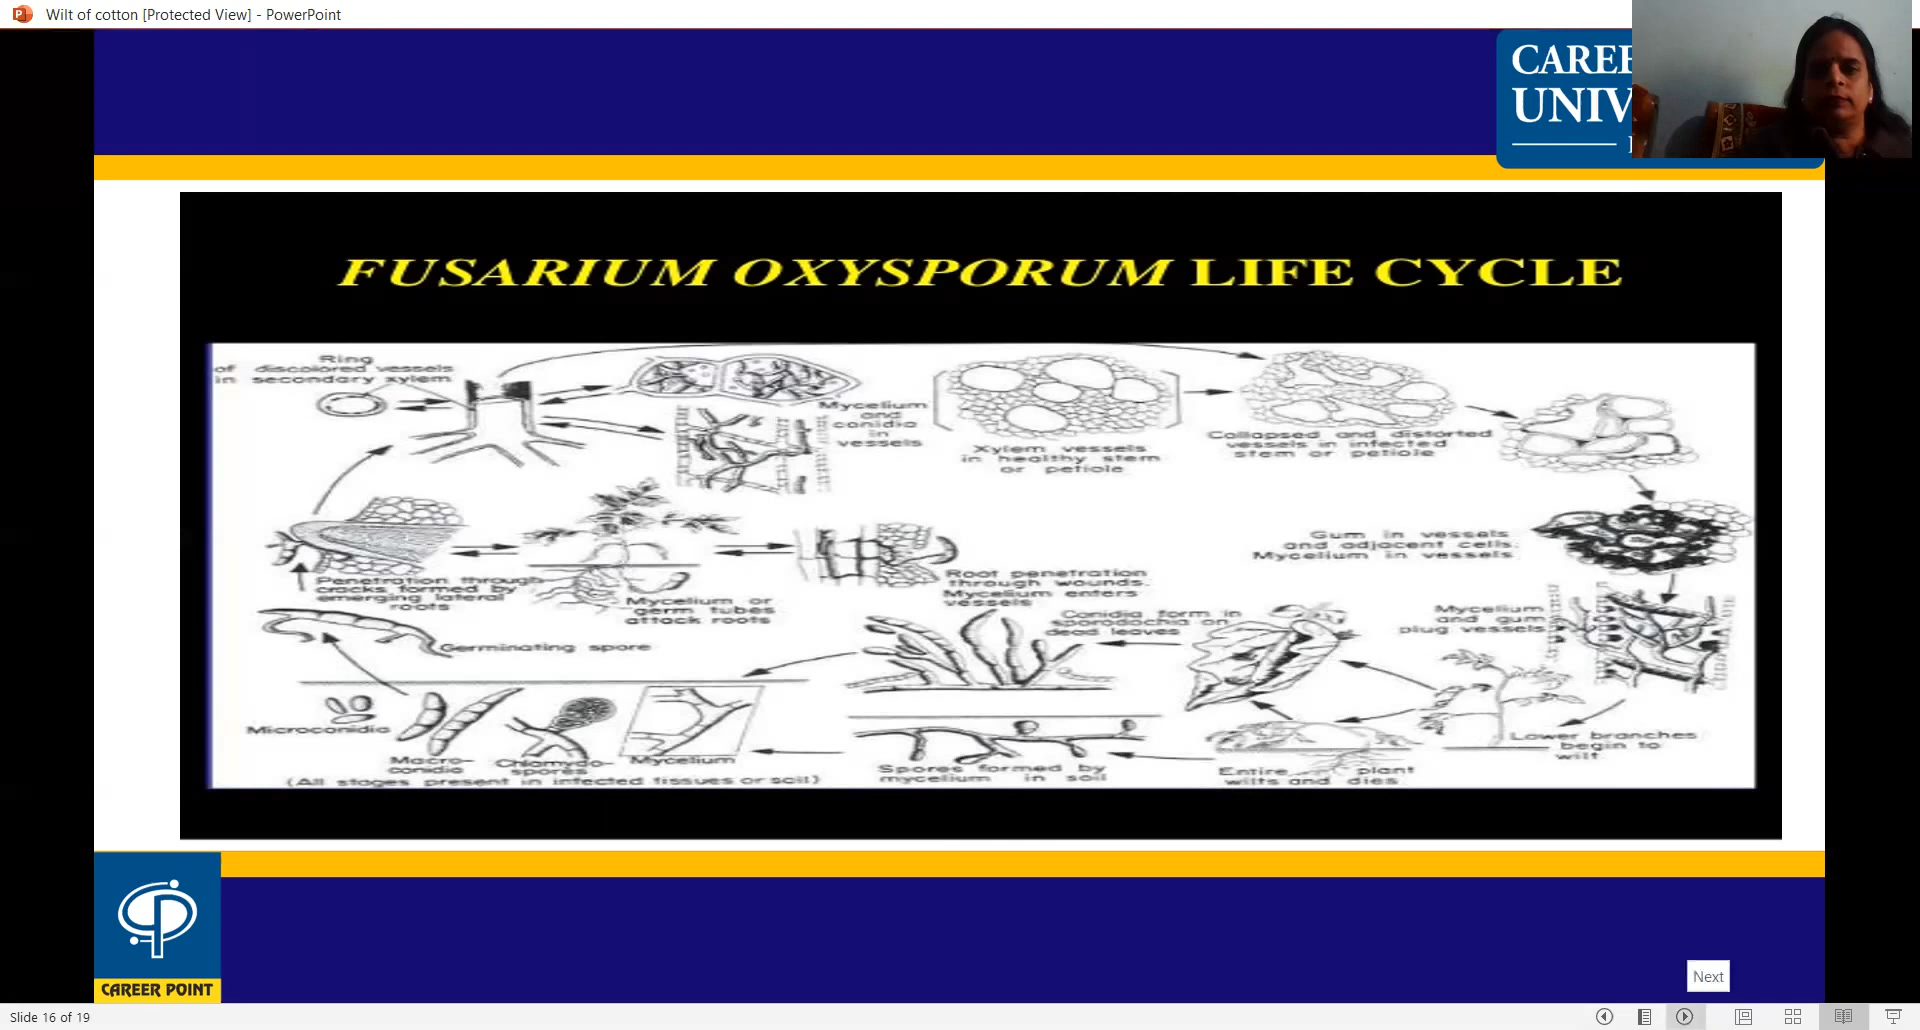 Wilt of cotton [Protected View] - PowerPoint
CAREE
UNIV
FUSARIUM OXYSPORUM LIFE CYCLE
Ring
of discolored vessels
in secondary xylem
Mycelium
and
conidia
in
vessels
Xylem vessels
in healthy stem
or petiole
Collapsed and distorted
vessels in infected
stem or petiole
Gum in vessels
and adjacent cells.
Mycelium in vessels
Penetration through
cracks formed by
emerging lateral
roots
Mycelium or
germ tubes
attack roots
Root penetration
through wounds.
Mycelium enters
vessels
Conidia form in
sporodochia on
dead leaves
Mycelium
and gum
plug vessels
Germinating spore
Microconidia
Macro-
conidia
Chlamydo-
spores
Mycelium
(All stages present in infected tissues or soil)
Spores formed by
mycelium in soil
Entire plant
wilts and dies
Lower branches
begin to
wilt
CAREER POINT
Next
Slide 16 of 19